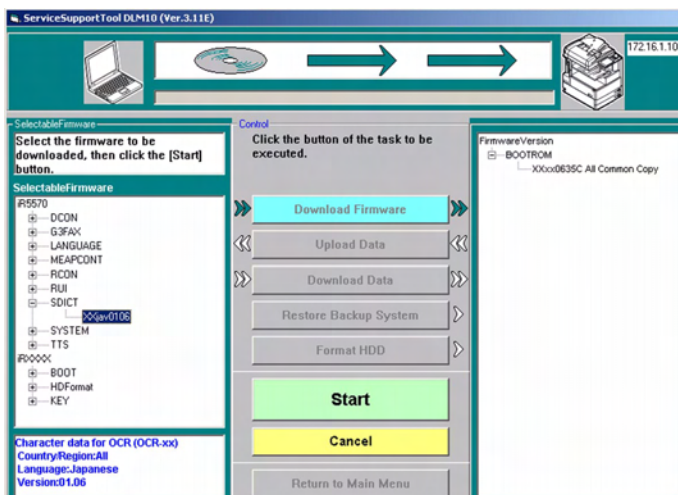 ServiceSupportTool DLM10 (Ver.3.11E)
172.16.1.10
SelectableFirmware
Select the firmware to be
downloaded, then click the [Start]
button.
SelectableFirmware
iR5570
DCON
G3FAX
LANGUAGE
MEAPCONT
RCON
RUI
SDICT
XXjav0106
SYSTEM
TTS
iRXXXX
BOOT
HDFormat
KEY
Character data for OCR (OCR-xx)
Country/Region:All
Language:Japanese
Version:01.06
Control
Click the button of the task to be
executed.
Download Firmware
Upload Data
Download Data
Restore Backup System
Format HDD
Start
Cancel
Return to Main Menu
FirmwareVersion
BOOTROM
XXxx0635C All Common Copy